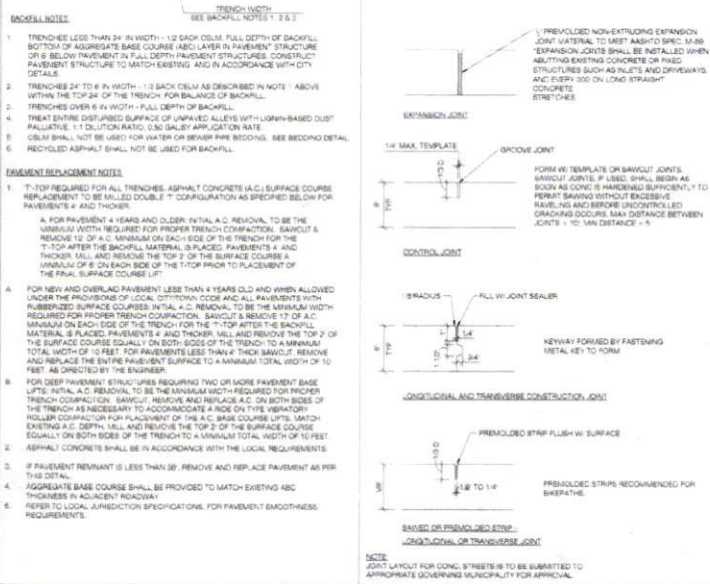 TRENCH WIDTH
SEE BACKFILL NOTES 1, 2 & 3
BACKFILL NOTES
1. TRENCHES LESS THAN 24" IN WIDTH - 1/2 SACK CSLM. FULL DEPTH OF BACKFILL
BOTTOM OF AGGREGATE BASE COURSE (ABC) LAYER IN PAVEMENT STRUCTURE
OR 8" BELOW PAVEMENT IN FULL DEPTH PAVEMENT STRUCTURES. CONSTRUCT
PAVEMENT STRUCTURE TO MATCH EXISTING. AND IN ACCORDANCE WITH CITY
DETAILS
2. TRENCHES 24" TO 6' IN WIDTH - 1/2 SACK CSLM AS DESCRIBED IN NOTE 1 ABOVE
WITHIN THE TOP 24" OF THE TRENCH. FOR BALANCE OF BACKFILL.
3. TRENCHES OVER 6' IN WIDTH - FULL DEPTH OF BACKFILL.
4. TREAT ENTIRE DISTURBED SURFACE OF UNPAVED ALLEYS WITH LIGNIN-BASED DUST
PALLIATIVE, 1:1 DILUTION RATIO, 0.50 GAL/SY APPLICATION RATE.
5. CSLM SHALL NOT BE USED FOR WATER OR SEWER PIPE BEDDING. SEE BEDDING DETAIL.
6. RECYCLED ASPHALT SHALL NOT BE USED FOR BACKFILL.
PAVEMENT REPLACEMENT NOTES
1. "T"-TOP REQUIRED FOR ALL TRENCHES. ASPHALT CONCRETE (A.C.) SURFACE COURSE
REPLACEMENT TO BE MILLED DOUBLE "T" CONFIGURATION AS SPECIFIED BELOW FOR
PAVEMENTS 4" AND THICKER.
A. FOR PAVEMENT 4 YEARS AND OLDER: INITIAL A.C. REMOVAL, TO BE THE
MINIMUM WIDTH REQUIRED FOR PROPER TRENCH COMPACTION. SAWCUT &
REMOVE 12" OF A.C. MINIMUM ON EACH SIDE OF THE TRENCH FOR THE
"T"-TOP AFTER THE BACKFILL MATERIAL IS PLACED. PAVEMENTS 4" AND
THICKER, MILL AND REMOVE THE TOP 2" OF THE SURFACE COURSE A
MINIMUM OF 6" ON EACH SIDE OF THE T-TOP PRIOR TO PLACEMENT OF
THE FINAL SURFACE COURSE LIFT
A. FOR NEW AND OVERLAID PAVEMENT LESS THAN 4 YEARS OLD AND WHEN ALLOWED
UNDER THE PROVISIONS OF LOCAL CITY/TOWN CODE AND ALL PAVEMENTS WITH
RUBBERIZED SURFACE COURSES: INITIAL A.C. REMOVAL TO BE THE MINIMUM WIDTH
REQUIRED FOR PROPER TRENCH COMPACTION. SAWCUT & REMOVE 12" OF A.C.
MINIMUM ON EACH SIDE OF THE TRENCH FOR THE "T"-TOP AFTER THE BACKFILL
MATERIAL IS PLACED. PAVEMENTS 4" AND THICKER, MILL AND REMOVE THE TOP 2" OF
THE SURFACE COURSE EQUALLY ON BOTH SIDES OF THE TRENCH TO A MINIMUM
TOTAL WIDTH OF 10 FEET. FOR PAVEMENTS LESS THAN 4" THICK SAWCUT, REMOVE
AND REPLACE THE ENTIRE PAVEMENT SURFACE TO A MINIMUM TOTAL WIDTH OF 10
FEET. AS DIRECTED BY THE ENGINEER.
B. FOR DEEP PAVEMENT STRUCTURES REQUIRING TWO OR MORE PAVEMENT BASE
LIFTS: INITIAL A.C. REMOVAL TO BE THE MINIMUM WIDTH REQUIRED FOR PROPER
TRENCH COMPACTION. SAWCUT, REMOVE AND REPLACE A.C. ON BOTH SIDES OF
THE TRENCH AS NECESSARY TO ACCOMMODATE A RIDE ON TYPE VIBRATORY
ROLLER COMPACTOR FOR PLACEMENT OF THE A.C. BASE COURSE LIFTS. MATCH
EXISTING A.C. DEPTH. MILL AND REMOVE THE TOP 2" OF THE SURFACE COURSE
EQUALLY ON BOTH SIDES OF THE TRENCH TO A MINIMUM TOTAL WIDTH OF 10 FEET
2. ASPHALT CONCRETE SHALL BE IN ACCORDANCE WITH THE LOCAL REQUIREMENTS.
3. IF PAVEMENT REMNANT IS LESS THAN 36", REMOVE AND REPLACE PAVEMENT AS PER
THIS DETAIL.
4. AGGREGATE BASE COURSE SHALL BE PROVIDED TO MATCH EXISTING ABC
THICKNESS IN ADJACENT ROADWAY
5. REFER TO LOCAL JURISDICTION SPECIFICATIONS, FOR PAVEMENT SMOOTHNESS
REQUIREMENTS.
PREMOLDED NON-EXTRUDING EXPANSION
JOINT MATERIAL TO MEET AASHTO SPEC. M-59
*EXPANSION JOINTS SHALL BE INSTALLED WHEN
ABUTTING EXISTING CONCRETE OR FIXED
STRUCTURES SUCH AS INLETS AND DRIVEWAYS,
AND EVERY 300' ON LONG STRAIGHT
CONCRETE
STRETCHES
EXPANSION JOINT
1/4" MAX. TEMPLATE
GROOVE JOINT
1/3 D
6" TYP
FORM W/ TEMPLATE OR SAWCUT JOINTS.
SAWCUT JOINTS, IF USED, SHALL BEGIN AS
SOON AS CONC IS HARDENED SUFFICIENTLY TO
PERMIT SAWING WITHOUT EXCESSIVE
RAVELING AND BEFORE UNCONTROLLED
CRACKING OCCURS. MAX DISTANCE BETWEEN
JOINTS = 10'; MIN DISTANCE = 5'
CONTROL JOINT
1/8"RADIUS
FILL W/ JOINT SEALER
1"
1/4"
6" TYP
1 1/2"
3/4"
KEYWAY FORMED BY FASTENING
METAL KEY TO FORM
LONGITUDINAL AND TRANSVERSE CONSTRUCTION JOINT
PREMOLDED STRIP FLUSH W/ SURFACE
1/3 D
1/8" TO 1/4"
PREMOLDED STRIPS RECOMMENDED FOR
BIKEPATHS.
SAWED OR PREMOLDED STRIP -
LONGITUDINAL OR TRANSVERSE JOINT
NOTE
JOINT LAYOUT FOR CONC. STREETS IS TO BE SUBMITTED TO
APPROPRIATE GOVERNING MUNICIPALITY FOR APPROVAL